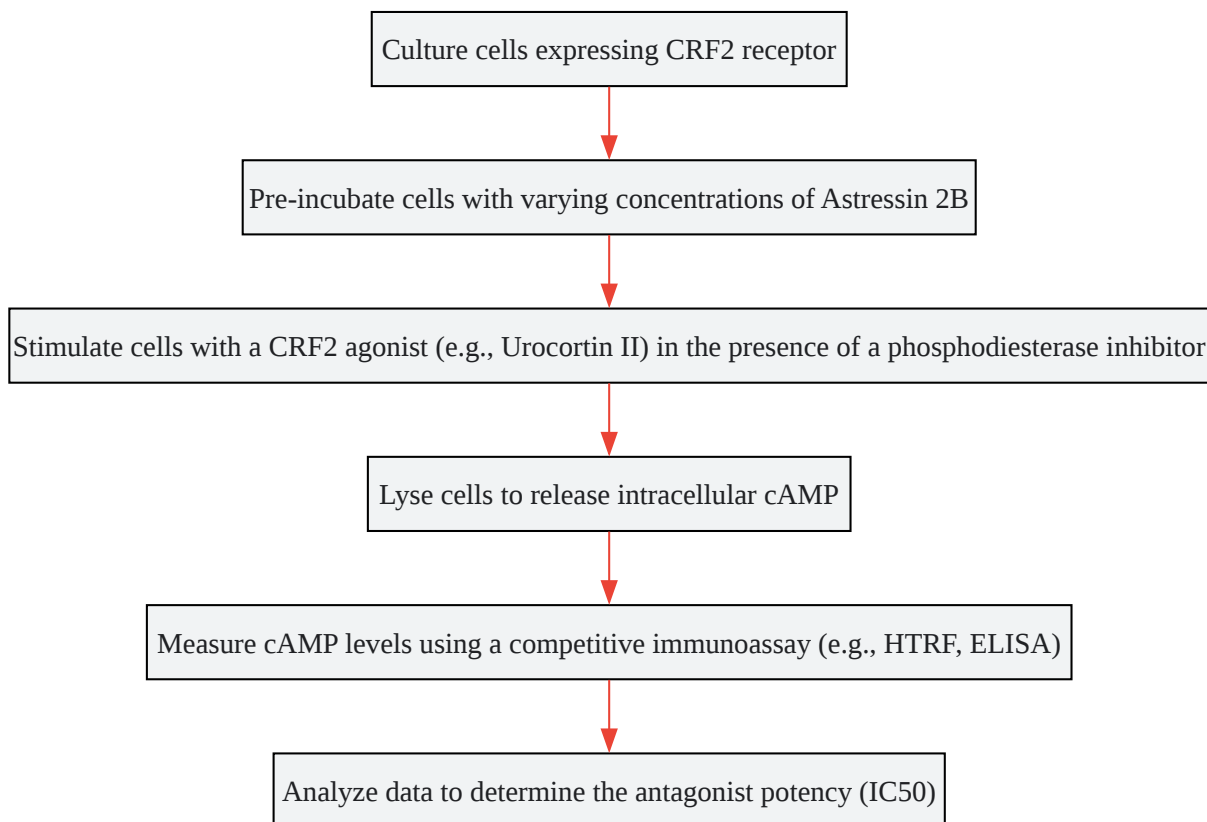 Culture cells expressing CRF2 receptor
Pre-incubate cells with varying concentrations of Astressin 2B
Stimulate cells with a CRF2 agonist (e.g., Urocortin II) in the presence of a phosphodiesterase inhibitor
Lyse cells to release intracellular cAMP
Measure cAMP levels using a competitive immunoassay (e.g., HTRF, ELISA)
Analyze data to determine the antagonist potency (IC50)